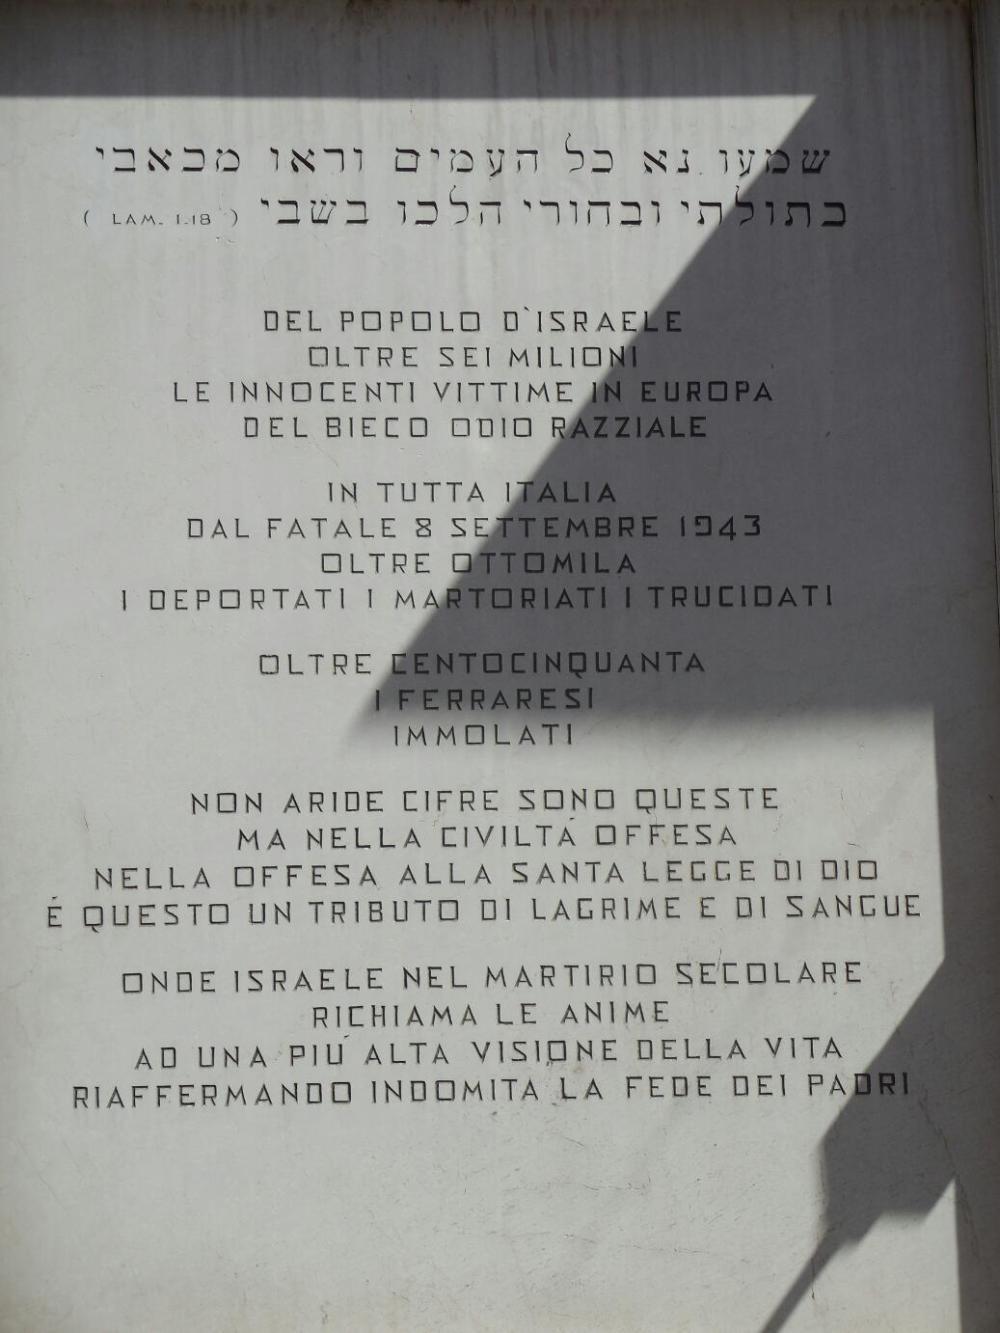 שמעו נא כל העמים וראו מכאבי
בתולתי ובחורי הלכו בשבי ( LAM. 1.18 )
DEL POPOLO D'ISRAELE
OLTRE SEI MILIONI
LE INNOCENTI VITTIME IN EUROPA
DEL BIECO ODIO RAZZIALE
IN TUTTA ITALIA
DAL FATALE 8 SETTEMBRE 1943
OLTRE OTTOMILA
I DEPORTATI I MARTORIATI I TRUCIDATI
OLTRE CENTOCINQUANTA
I FERRARESI
IMMOLATI
NON ARIDE CIFRE SONO QUESTE
MA NELLA CIVILTÁ OFFESA
NELLA OFFESA ALLA SANTA LEGGE DI DIO
É QUESTO UN TRIBUTO DI LAGRIME E DI SANGUE
ONDE ISRAELE NEL MARTIRIO SECOLARE
RICHIAMA LE ANIME
AD UNA PIÚ ALTA VISIONE DELLA VITA
RIAFFERMANDO INDOMITA LA FEDE DEI PADRI